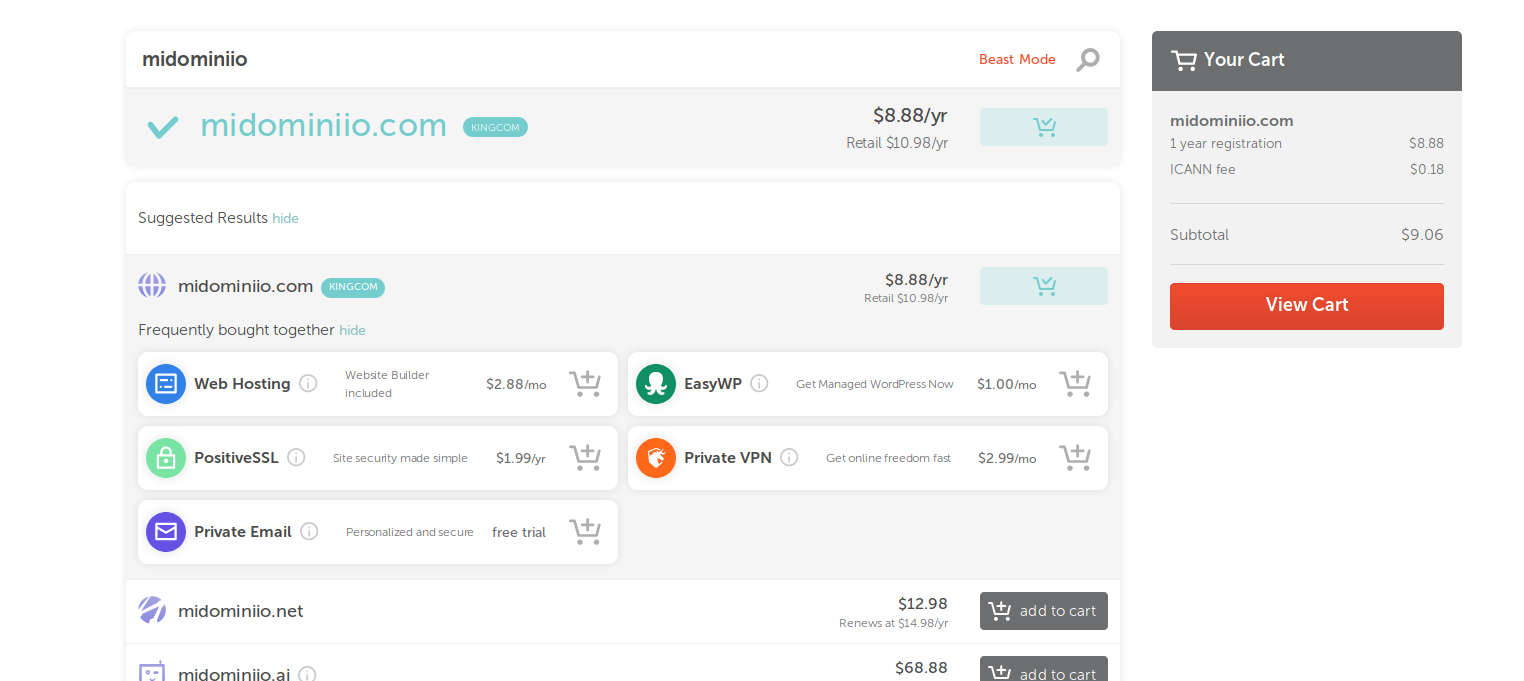 midominiio
Beast Mode
midominiio.com KINGCOM
$8.88/yr
Retail $10.98/yr
Suggested Results hide
midominiio.com KINGCOM
$8.88/yr
Retail $10.98/yr
Frequently bought together hide
Web Hosting Website Builder included $2.88/mo
EasyWP Get Managed WordPress Now $1.00/mo
PositiveSSL Site security made simple $1.99/yr
Private VPN Get online freedom fast $2.99/mo
Private Email Personalized and secure free trial
midominiio.net
$12.98
Renews at $14.98/yr
add to cart
midominiio.ai
$68.88
add to cart
Your Cart
midominiio.com
1 year registration $8.88
ICANN fee $0.18
Subtotal $9.06
View Cart